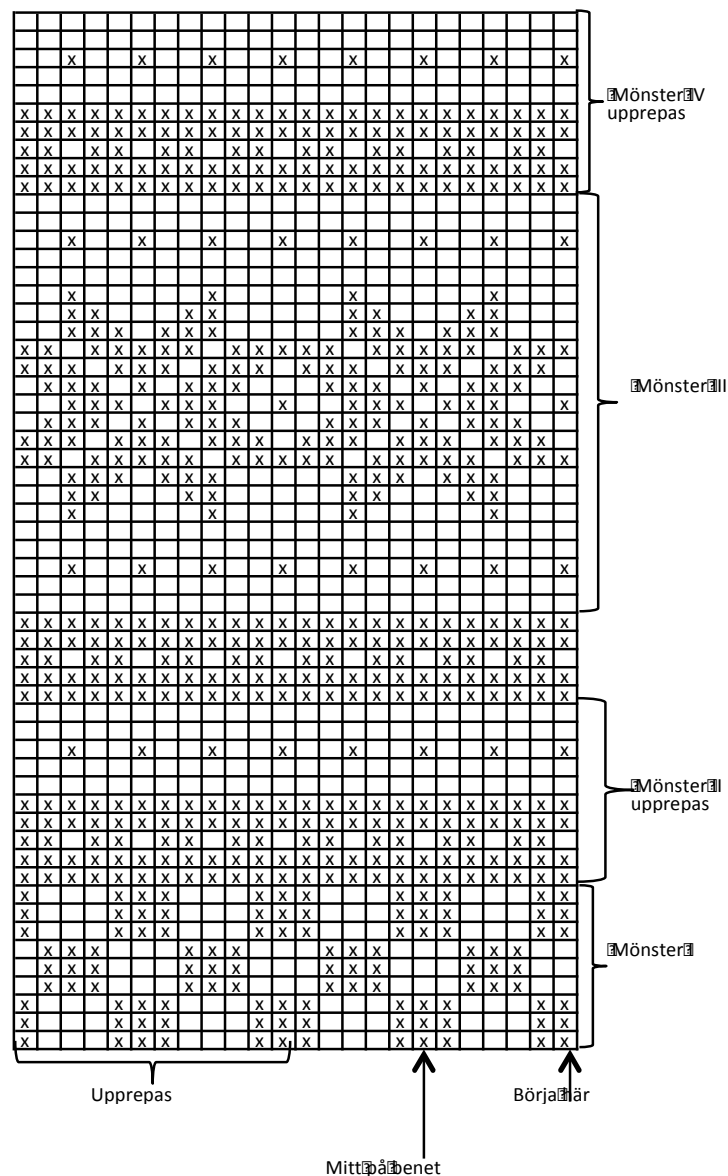 Mönster IV
upprepas
Mönster III
Mönster II
upprepas
Mönster I
Upprepas
Börja här
Mitt på benet